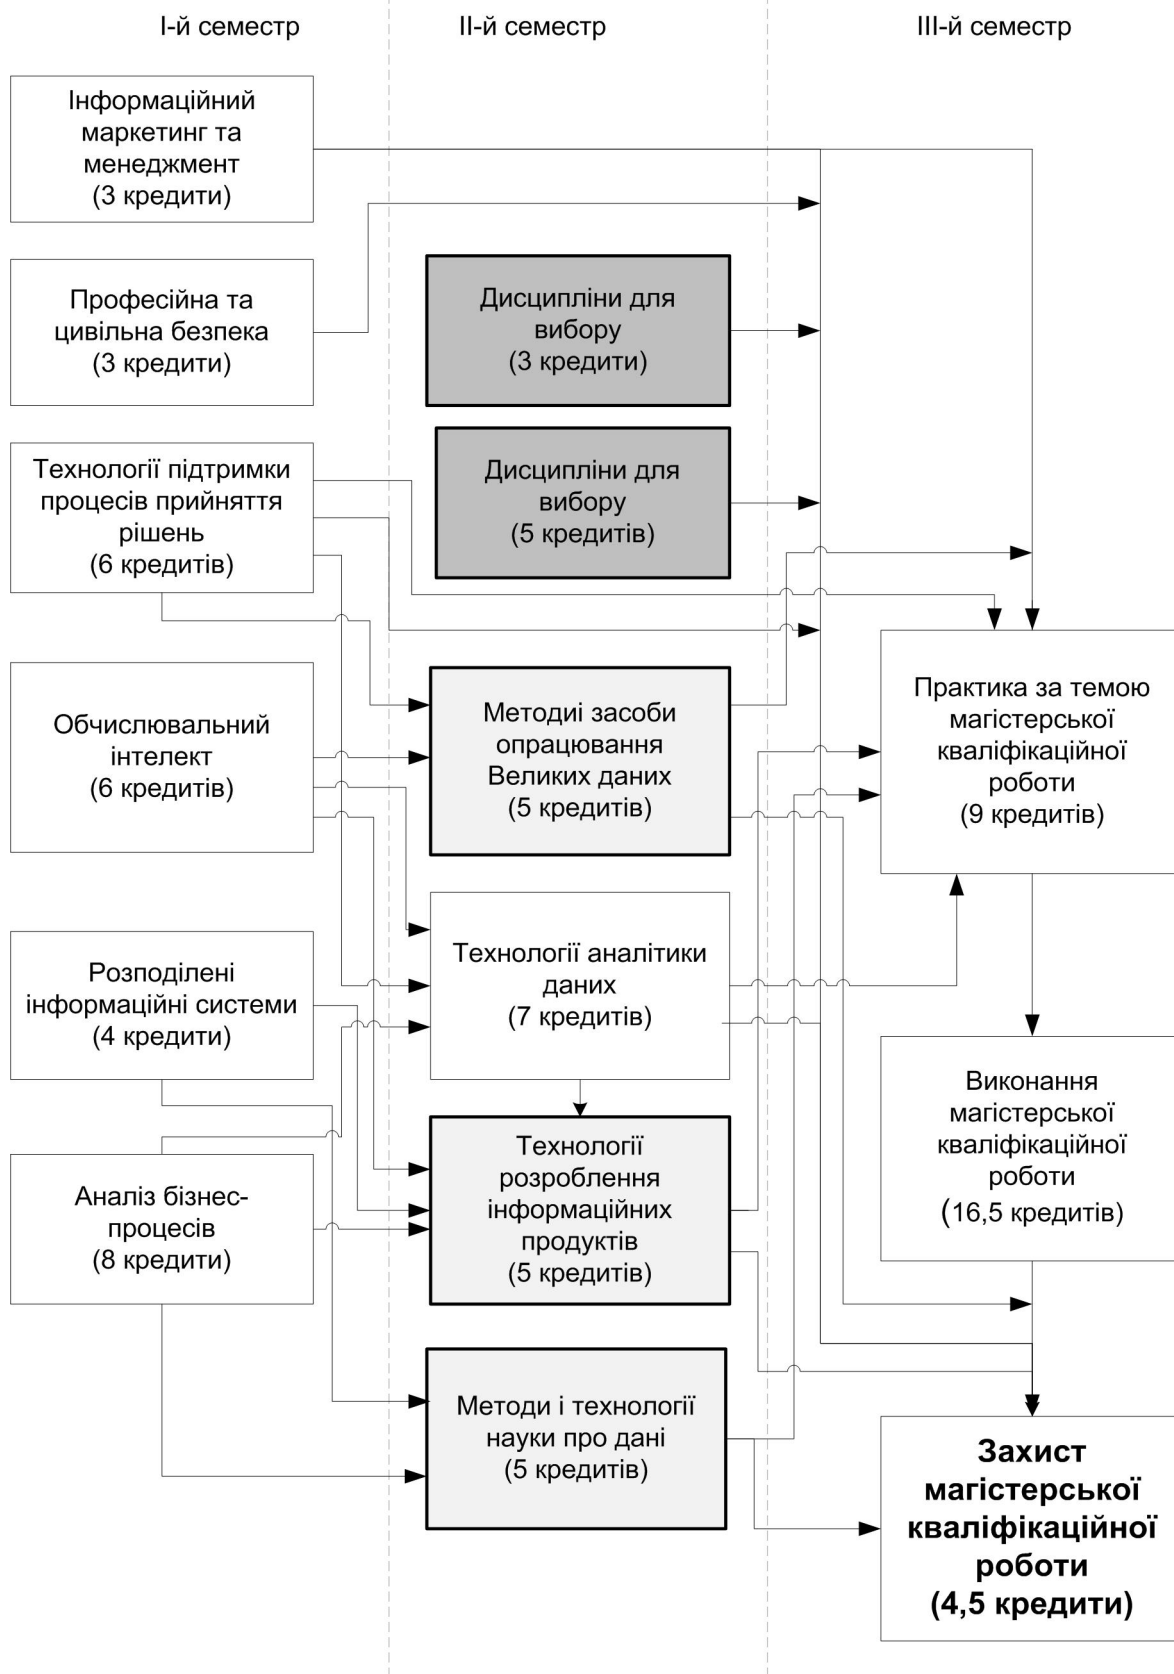 І-й семестр
ІІ-й семестр
ІІІ-й семестр
Інформаційний
маркетинг та
менеджмент
(3 кредити)
Професійна та
цивільна безпека
(3 кредити)
Технології підтримки
процесів прийняття
рішень
(6 кредитів)
Обчислювальний
інтелект
(6 кредитів)
Розподілені
інформаційні системи
(4 кредити)
Аналіз бізнес-
процесів
(8 кредити)
Дисципліни для
вибору
(3 кредити)
Дисципліни для
вибору
(5 кредитів)
Методиі засоби
опрацювання
Великих даних
(5 кредитів)
Технології аналітики
даних
(7 кредитів)
Технології
розроблення
інформаційних
продуктів
(5 кредитів)
Методи і технології
науки про дані
(5 кредитів)
Практика за темою
магістерської
кваліфікаційної
роботи
(9 кредитів)
Виконання
магістерської
кваліфікаційної
роботи
(16,5 кредитів)
Захист
магістерської
кваліфікаційної
роботи
(4,5 кредити)